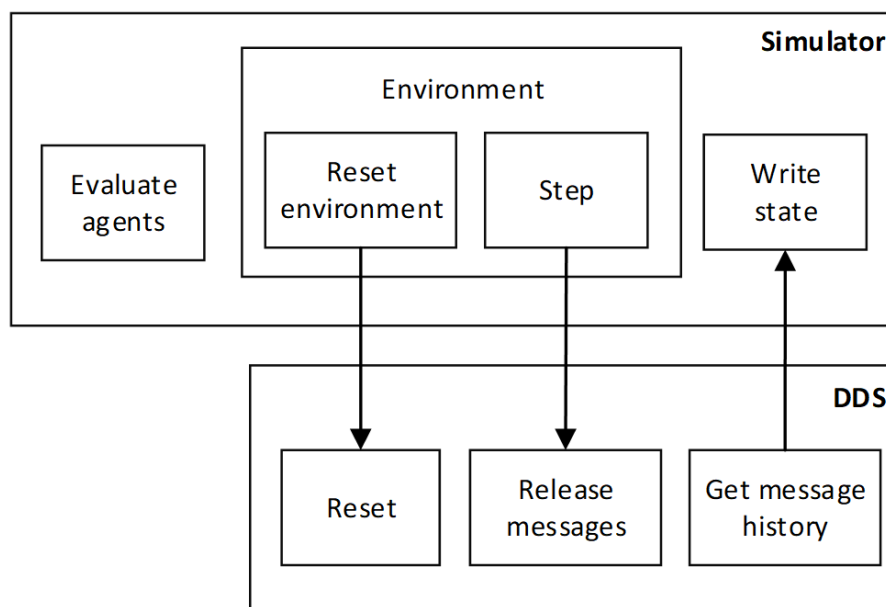 Simulator
Environment
Evaluate
agents
Reset
environment
Step
Write
state
DDS
Reset
Release
messages
Get message
history